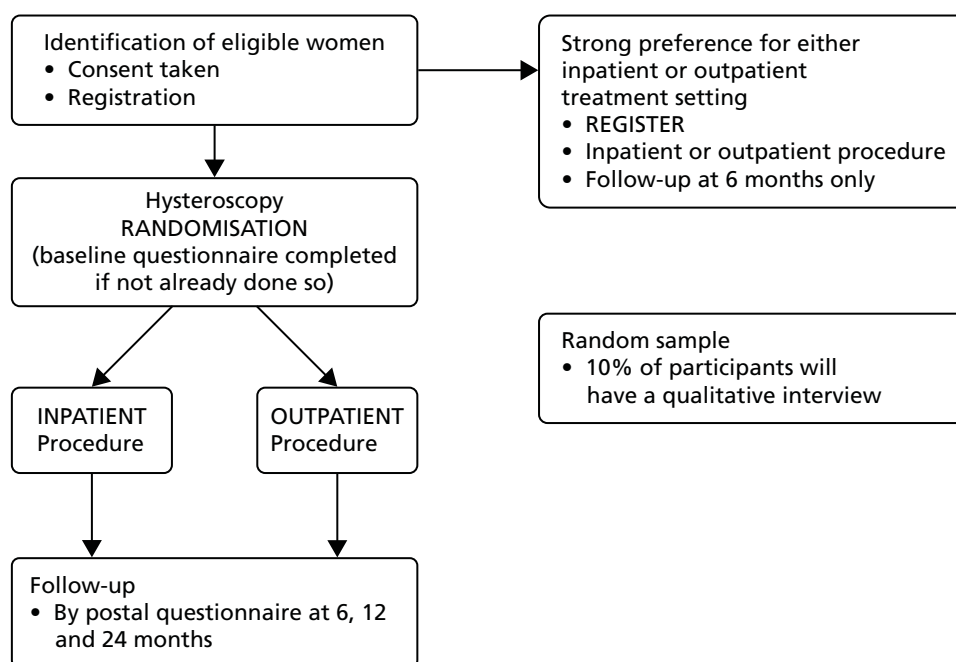 Identification of eligible women
• Consent taken
• Registration
Strong preference for either
inpatient or outpatient
treatment setting
• REGISTER
• Inpatient or outpatient procedure
• Follow-up at 6 months only
Hysteroscopy
RANDOMISATION
(baseline questionnaire completed
if not already done so)
Random sample
• 10% of participants will
have a qualitative interview
INPATIENT
Procedure
OUTPATIENT
Procedure
Follow-up
• By postal questionnaire at 6, 12
and 24 months